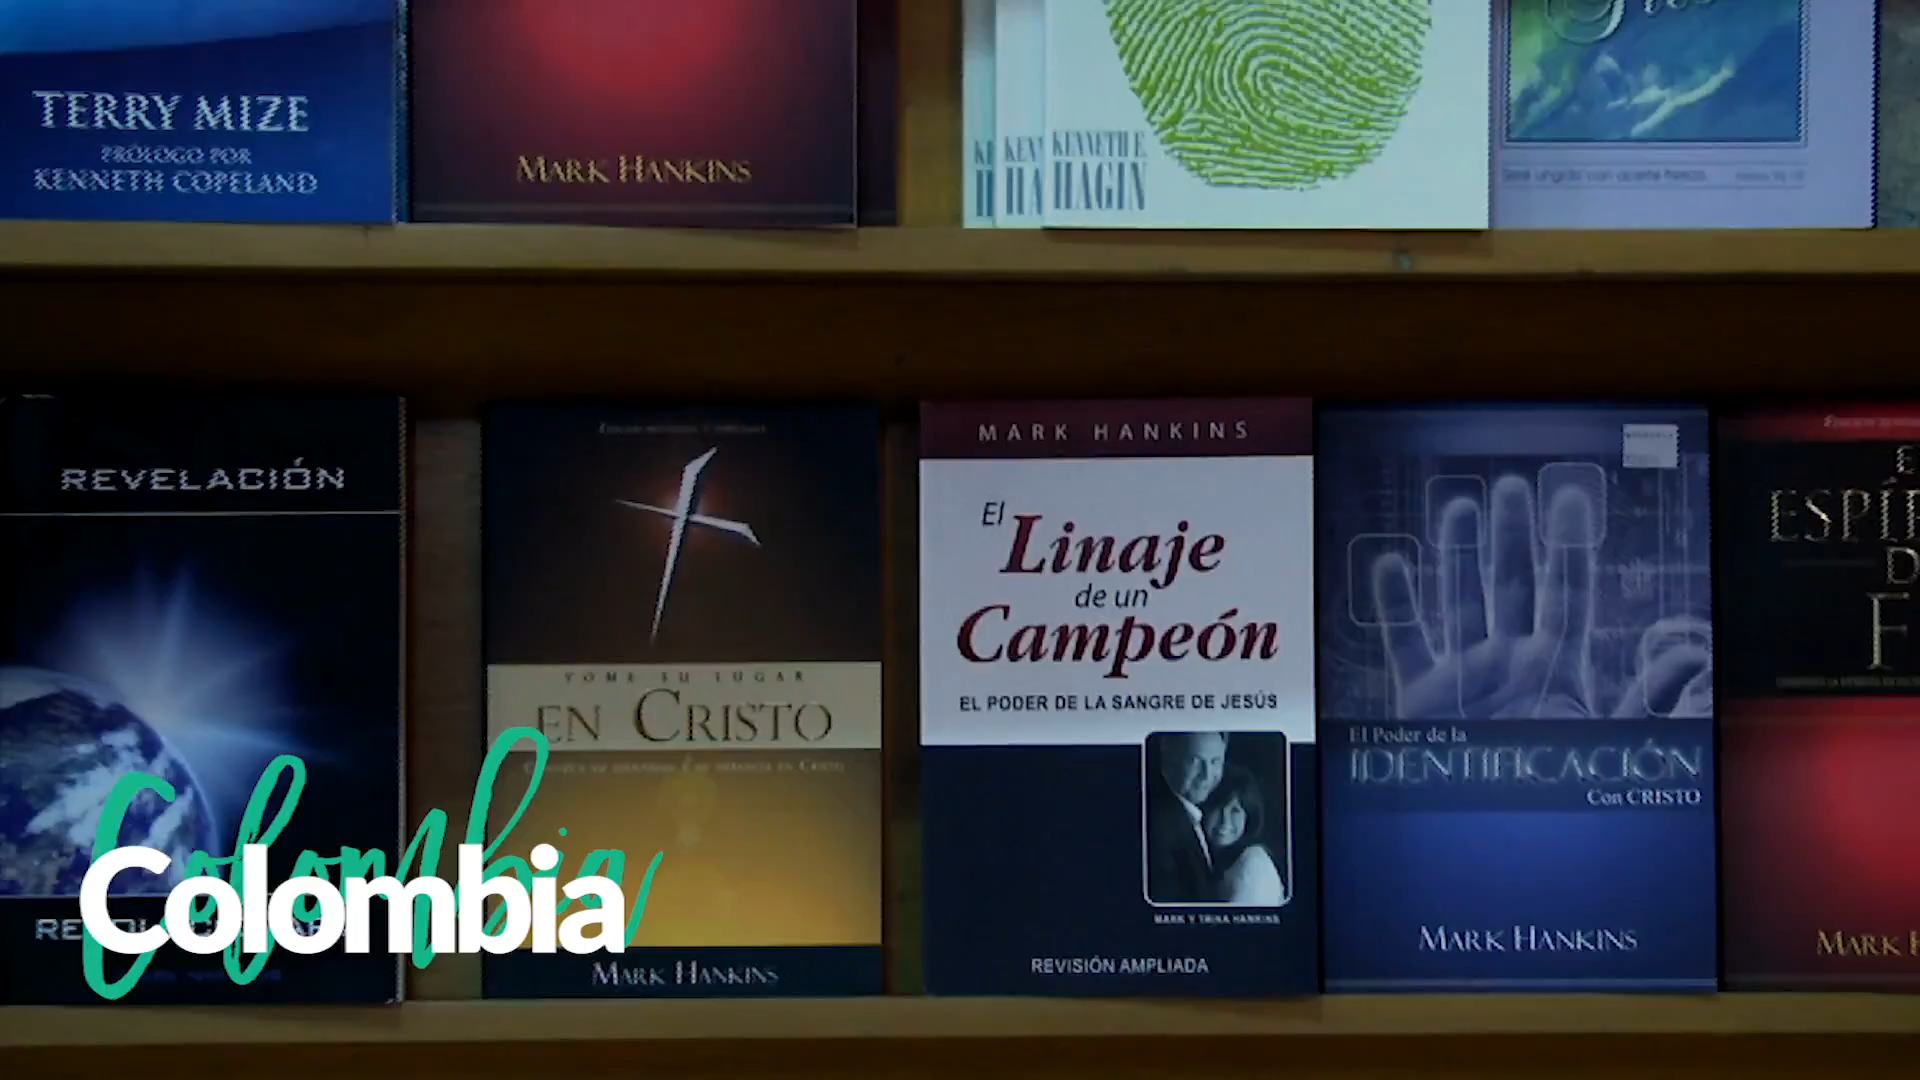 TERRY MIZE
PRÓLOGO POR
KENNETH COPELAND
MARK HANKINS
KENNETH E.
HAGIN
REVELACIÓN
TOME SU LUGAR
EN CRISTO
MARK HANKINS
MARK HANKINS
El
Linaje
de un
Campeón
EL PODER DE LA SANGRE DE JESÚS
MARK Y TRINA HANKINS
REVISIÓN AMPLIADA
El Poder de la
IDENTIFICACIÓN
Con CRISTO
MARK HANKINS
MARK
Colombia
Colombia